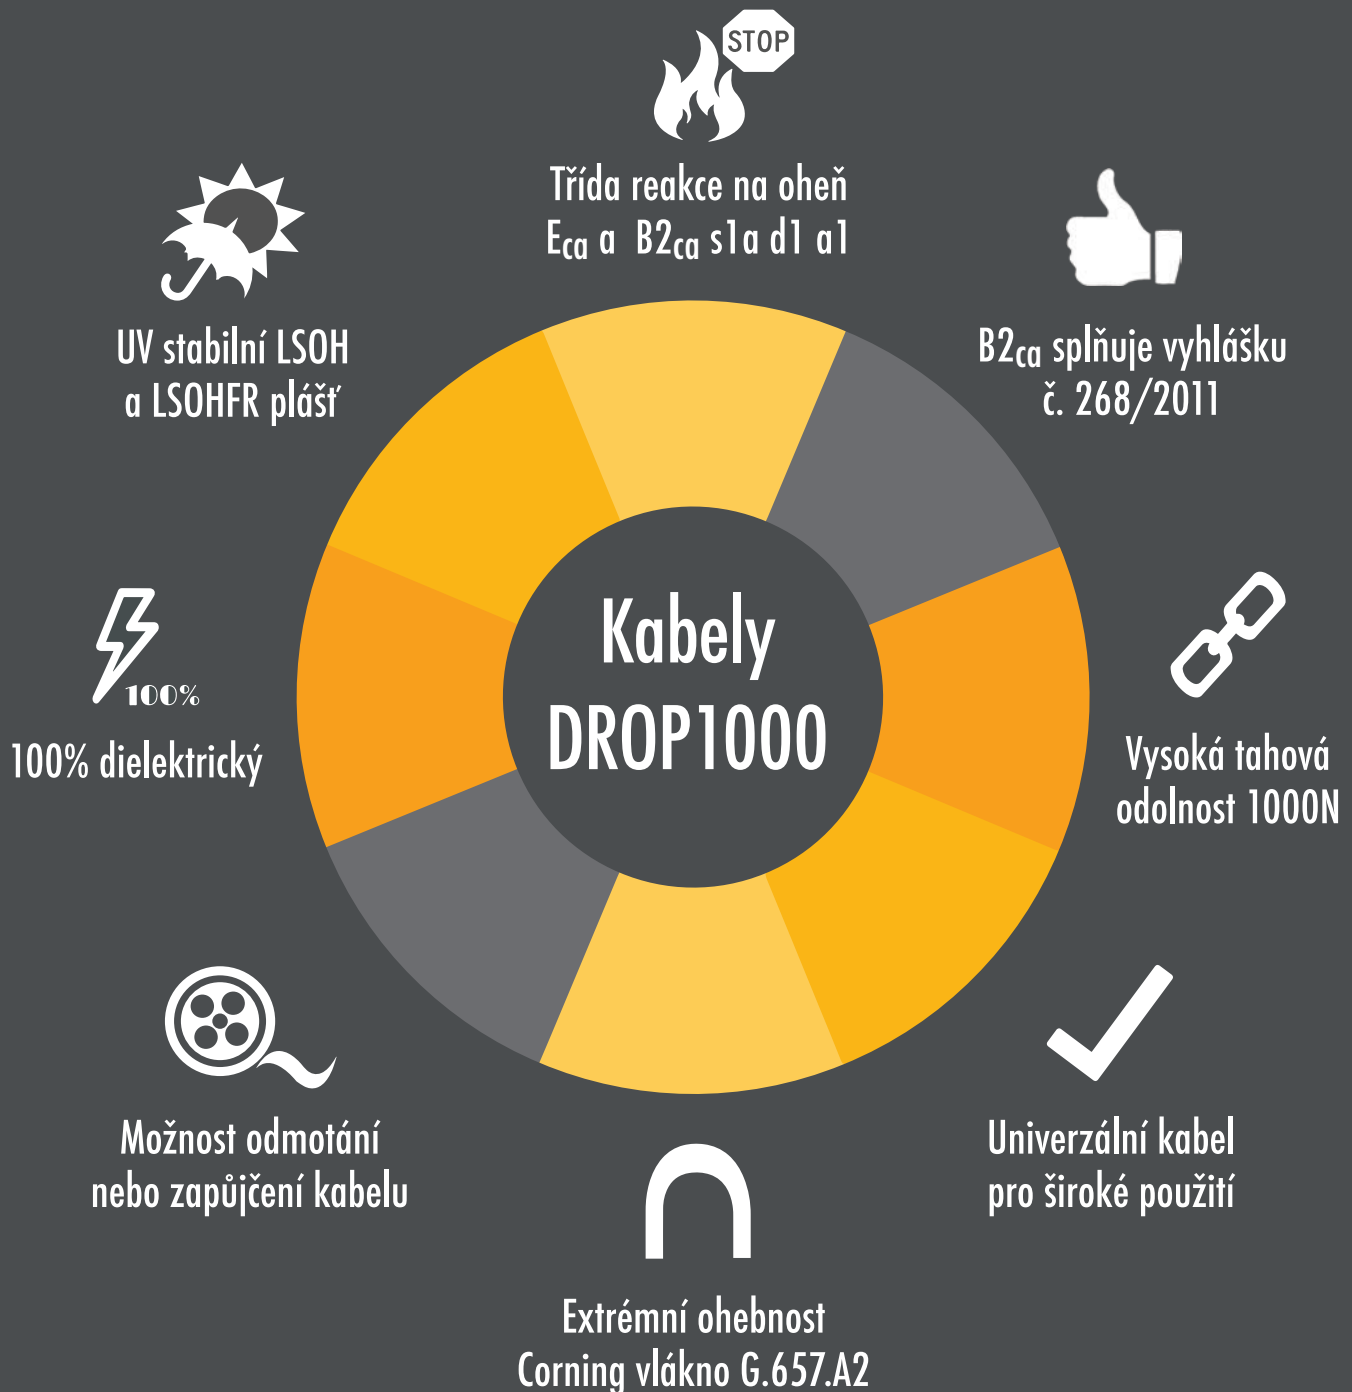 STOP
Třída reakce na oheň
Eca a B2ca s1a d1 a1
UV stabilní LSOH
a LSOHFR plášť
B2ca splňuje vyhlášku
č. 268/2011
100%
100% dielektrický
Kabely
DROP1000
Vysoká tahová
odolnost 1000N
Možnost odmotání
nebo zapůjčení kabelu
Univerzální kabel
pro široké použití
Extrémní ohebnost
Corning vlákno G.657.A2